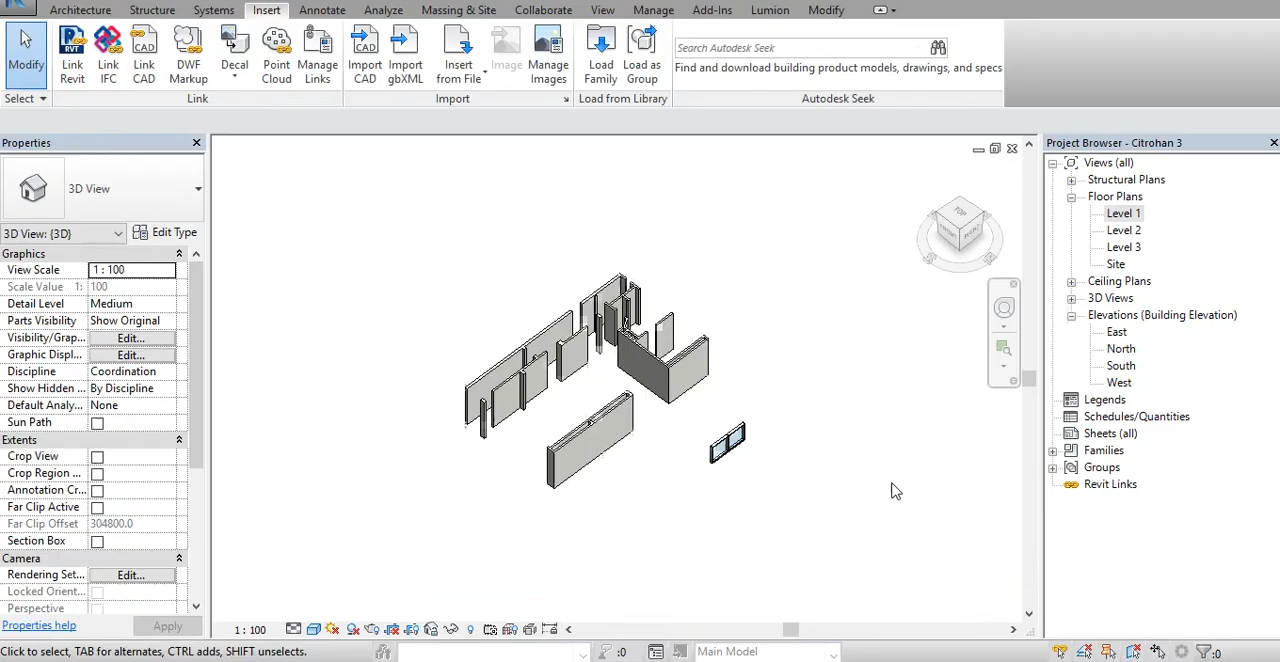 Architecture Structure Systems Insert Annotate Analyze Massing & Site Collaborate View Manage Add-Ins Lumion Modify
Modify
Link Revit
Link IFC
Link CAD
DWF Markup
Decal
Point Cloud
Manage Links
Import CAD
Import gbXML
Insert from File
Image
Manage Images
Load Family
Load as Group
Search Autodesk Seek
Find and download building product models, drawings, and specs
Select
Link
Import
Load from Library
Autodesk Seek
Properties
3D View
3D View: {3D}
Edit Type
Graphics
View Scale 1 : 100
Scale Value 1: 100
Detail Level Medium
Parts Visibility Show Original
Visibility/Grap... Edit...
Graphic Displ... Edit...
Discipline Coordination
Show Hidden ... By Discipline
Default Analy... None
Sun Path
Extents
Crop View
Crop Region ...
Annotation Cr...
Far Clip Active
Far Clip Offset 304800.0
Section Box
Camera
Rendering Set... Edit...
Locked Orient...
Perspective
Properties help
Apply
TOP
1 : 100
Project Browser - Citrohan 3
Views (all)
Structural Plans
Floor Plans
Level 1
Level 2
Level 3
Site
Ceiling Plans
3D Views
Elevations (Building Elevation)
East
North
South
West
Legends
Schedules/Quantities
Sheets (all)
Families
Groups
Revit Links
Click to select, TAB for alternates, CTRL adds, SHIFT unselects.
:0
Main Model
:0